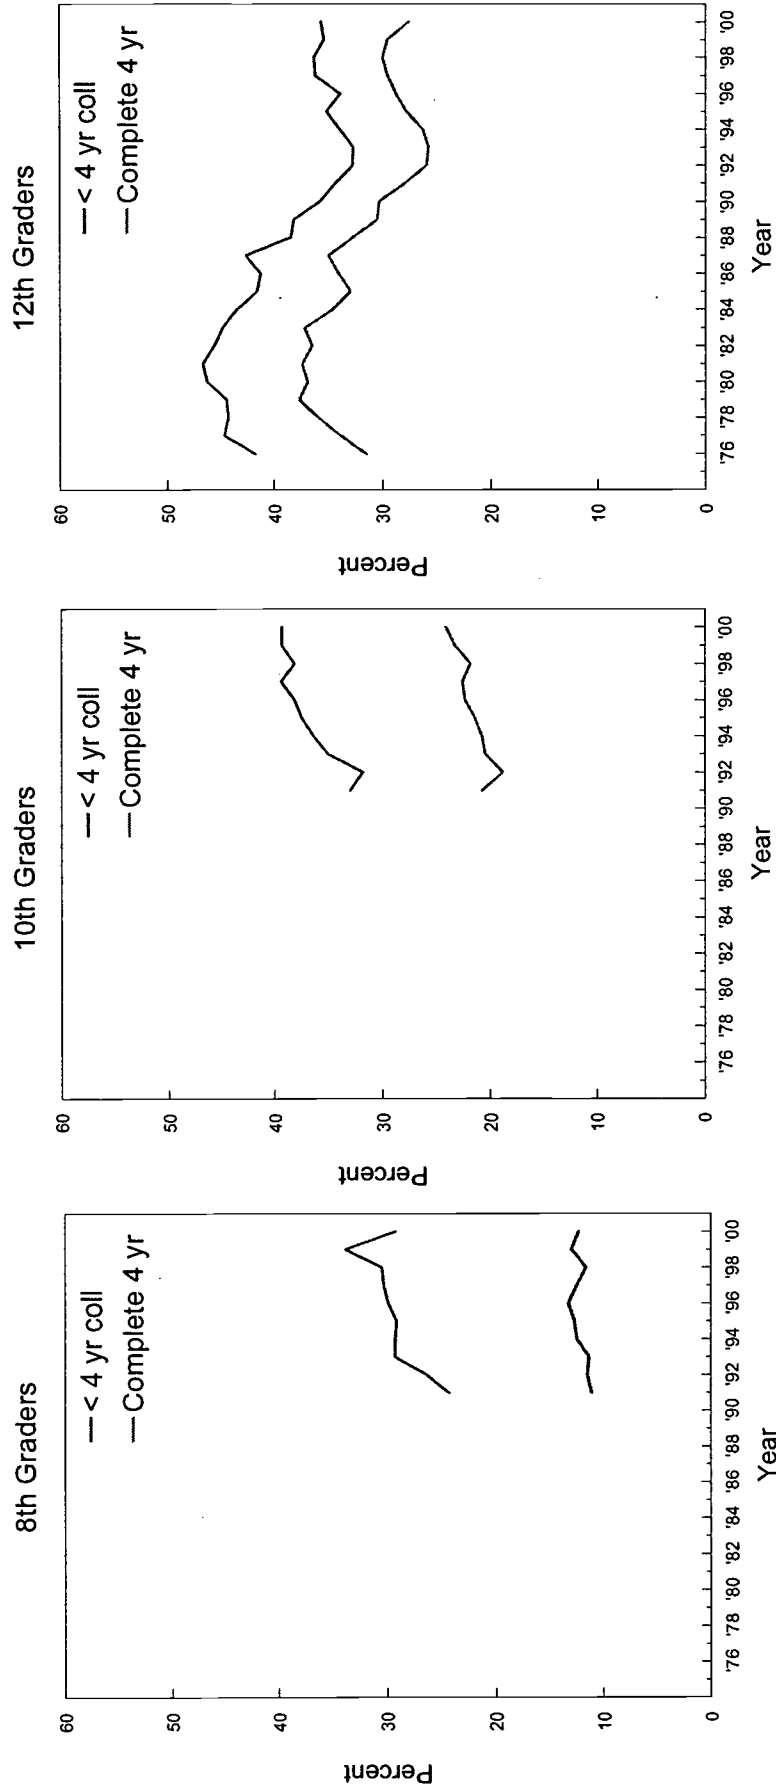 8th Graders
— < 4 yr coll
— Complete 4 yr
Percent
60
50
40
30
20
10
0
'76 '78 '80 '82 '84 '86 '88 '90 '92 '94 '96 '98 '00
Year
10th Graders
— < 4 yr coll
— Complete 4 yr
Percent
60
50
40
30
20
10
0
'76 '78 '80 '82 '84 '86 '88 '90 '92 '94 '96 '98 '00
Year
12th Graders
— < 4 yr coll
— Complete 4 yr
Percent
60
50
40
30
20
10
0
'76 '78 '80 '82 '84 '86 '88 '90 '92 '94 '96 '98 '00
Year